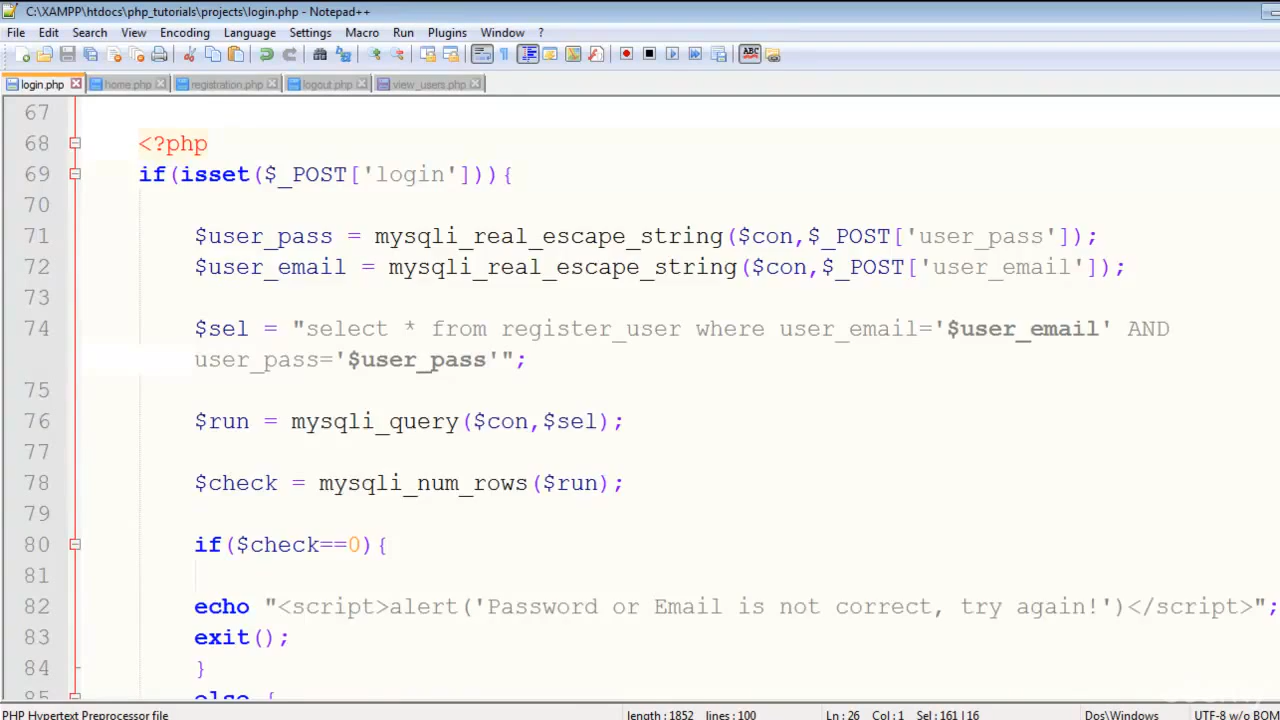 C:\XAMPP\htdocs\php_tutorials\projects\login.php - Notepad++
File Edit Search View Encoding Language Settings Macro Run Plugins Window ?
login.php home.php registration.php logout.php view_users.php
67
68 <?php
69 if(isset($_POST['login'])){
70
71 $user_pass = mysqli_real_escape_string($con,$_POST['user_pass']);
72 $user_email = mysqli_real_escape_string($con,$_POST['user_email']);
73
74 $sel = "select * from register_user where user_email='$user_email' AND
user_pass='$user_pass'";
75
76 $run = mysqli_query($con,$sel);
77
78 $check = mysqli_num_rows($run);
79
80 if($check==0){
81
82 echo "<script>alert('Password or Email is not correct, try again!')</script>";
83 exit();
84 }
85 else {
PHP Hypertext Preprocessor file length : 1852 lines : 100 Ln : 26 Col : 1 Sel : 161 | 16 Dos\Windows UTF-8 w/o BOM